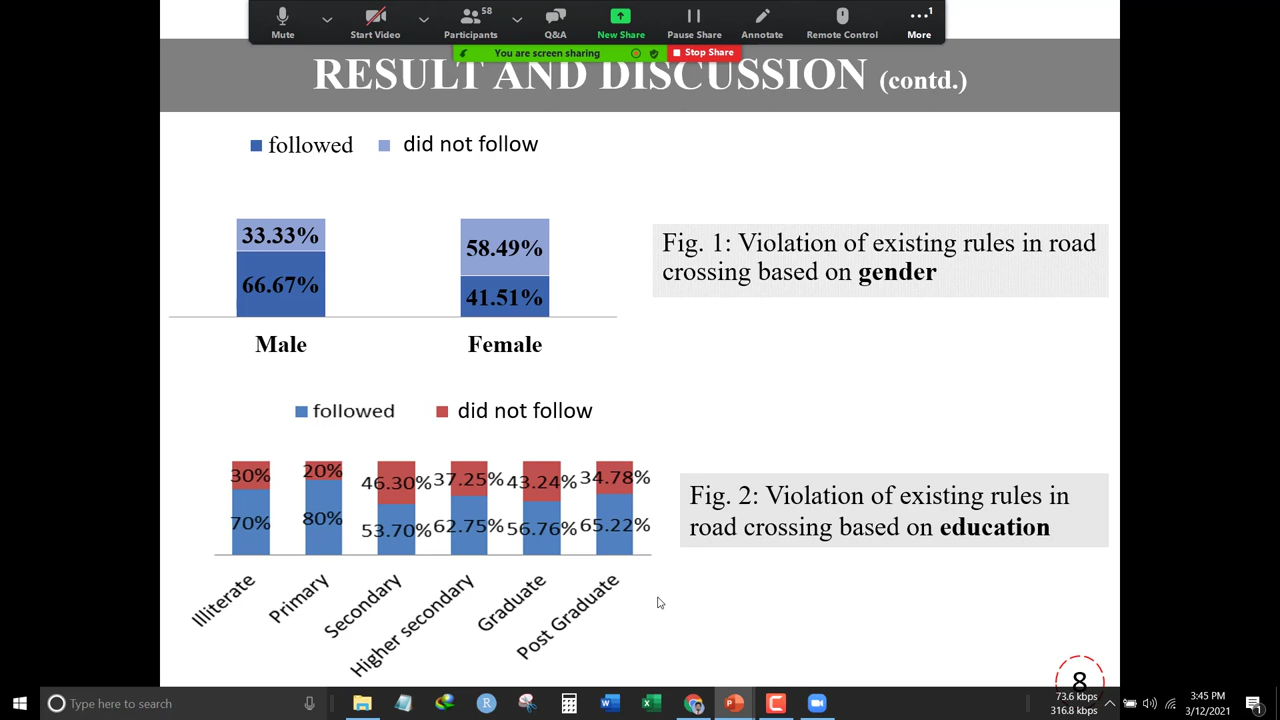 58
1
Mute
Start Video
Participants
Q&A
New Share
Pause Share
Annotate
Remote Control
More
You are screen sharing
Stop Share
RESULT AND DISCUSSION (contd.)
followed
did not follow
33.33%
66.67%
58.49%
41.51%
Male
Female
Fig. 1: Violation of existing rules in road
crossing based on gender
followed
did not follow
30%
20%
46.30%
37.25%
43.24%
34.78%
70%
80%
53.70%
62.75%
56.76%
65.22%
Illiterate
Primary
Secondary
Higher secondary
Graduate
Post Graduate
Fig. 2: Violation of existing rules in
road crossing based on education
8
Type here to search
73.6 kbps
316.8 kbps
3:45 PM
3/12/2021
1